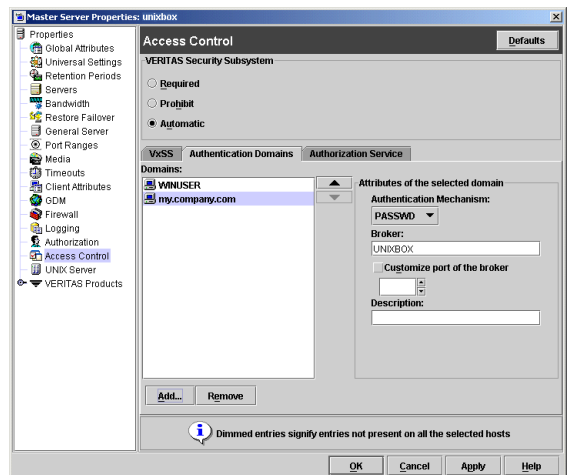 Master Server Properties: unixbox
Properties
Global Attributes
Universal Settings
Retention Periods
Servers
Bandwidth
Restore Failover
General Server
Port Ranges
Media
Timeouts
Client Attributes
GDM
Firewall
Logging
Authorization
Access Control
UNIX Server
VERITAS Products
Access Control
Defaults
VERITAS Security Subsystem
Required
Prohibit
Automatic
VxSS Authentication Domains Authorization Service
Domains:
WINUSER
my.company.com
Attributes of the selected domain
Authentication Mechanism:
PASSWD
Broker:
UNIXBOX
Customize port of the broker
Description:
Add... Remove
Dimmed entries signify entries not present on all the selected hosts
OK Cancel Apply Help